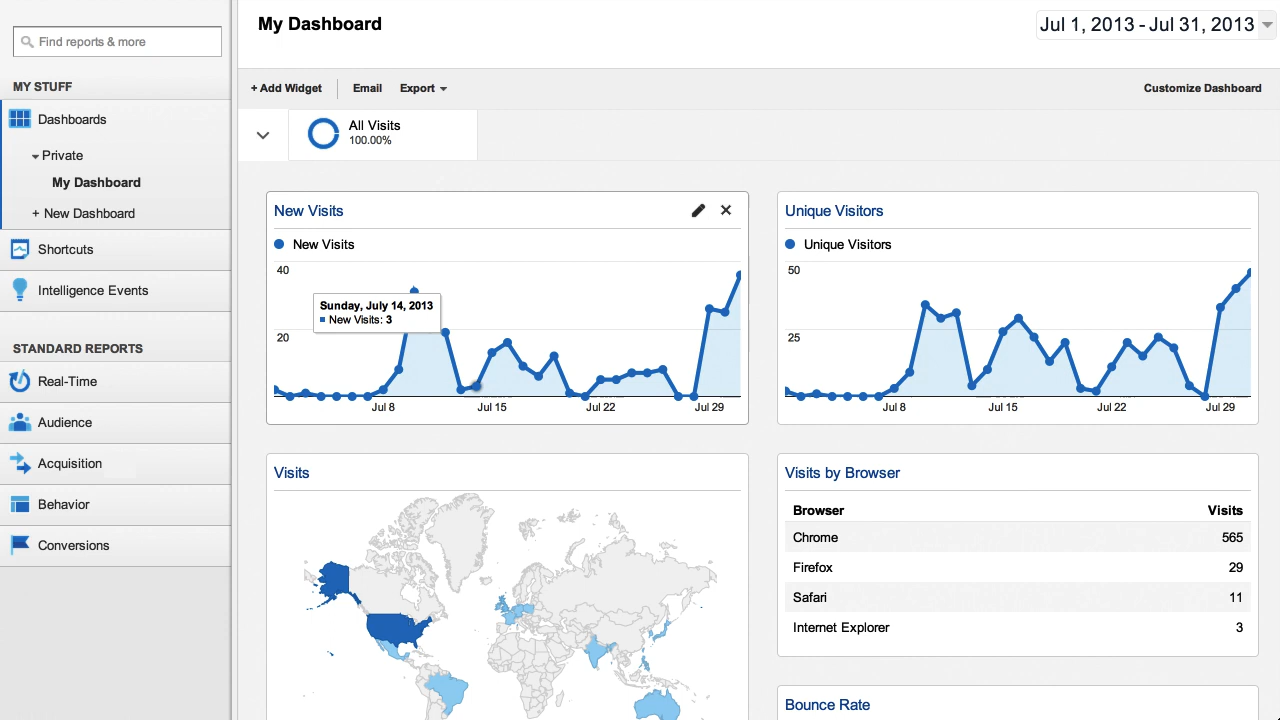 Find reports & more
MY STUFF
Dashboards
Private
My Dashboard
+ New Dashboard
Shortcuts
Intelligence Events
STANDARD REPORTS
Real-Time
Audience
Acquisition
Behavior
Conversions
My Dashboard
Jul 1, 2013 - Jul 31, 2013
+ Add Widget
Email
Export
Customize Dashboard
All Visits
100.00%
New Visits
New Visits
40
20
Sunday, July 14, 2013
New Visits: 3
Jul 8
Jul 15
Jul 22
Jul 29
Unique Visitors
Unique Visitors
50
25
Jul 8
Jul 15
Jul 22
Jul 29
Visits
Visits by Browser
Browser Visits
Chrome 565
Firefox 29
Safari 11
Internet Explorer 3
Bounce Rate